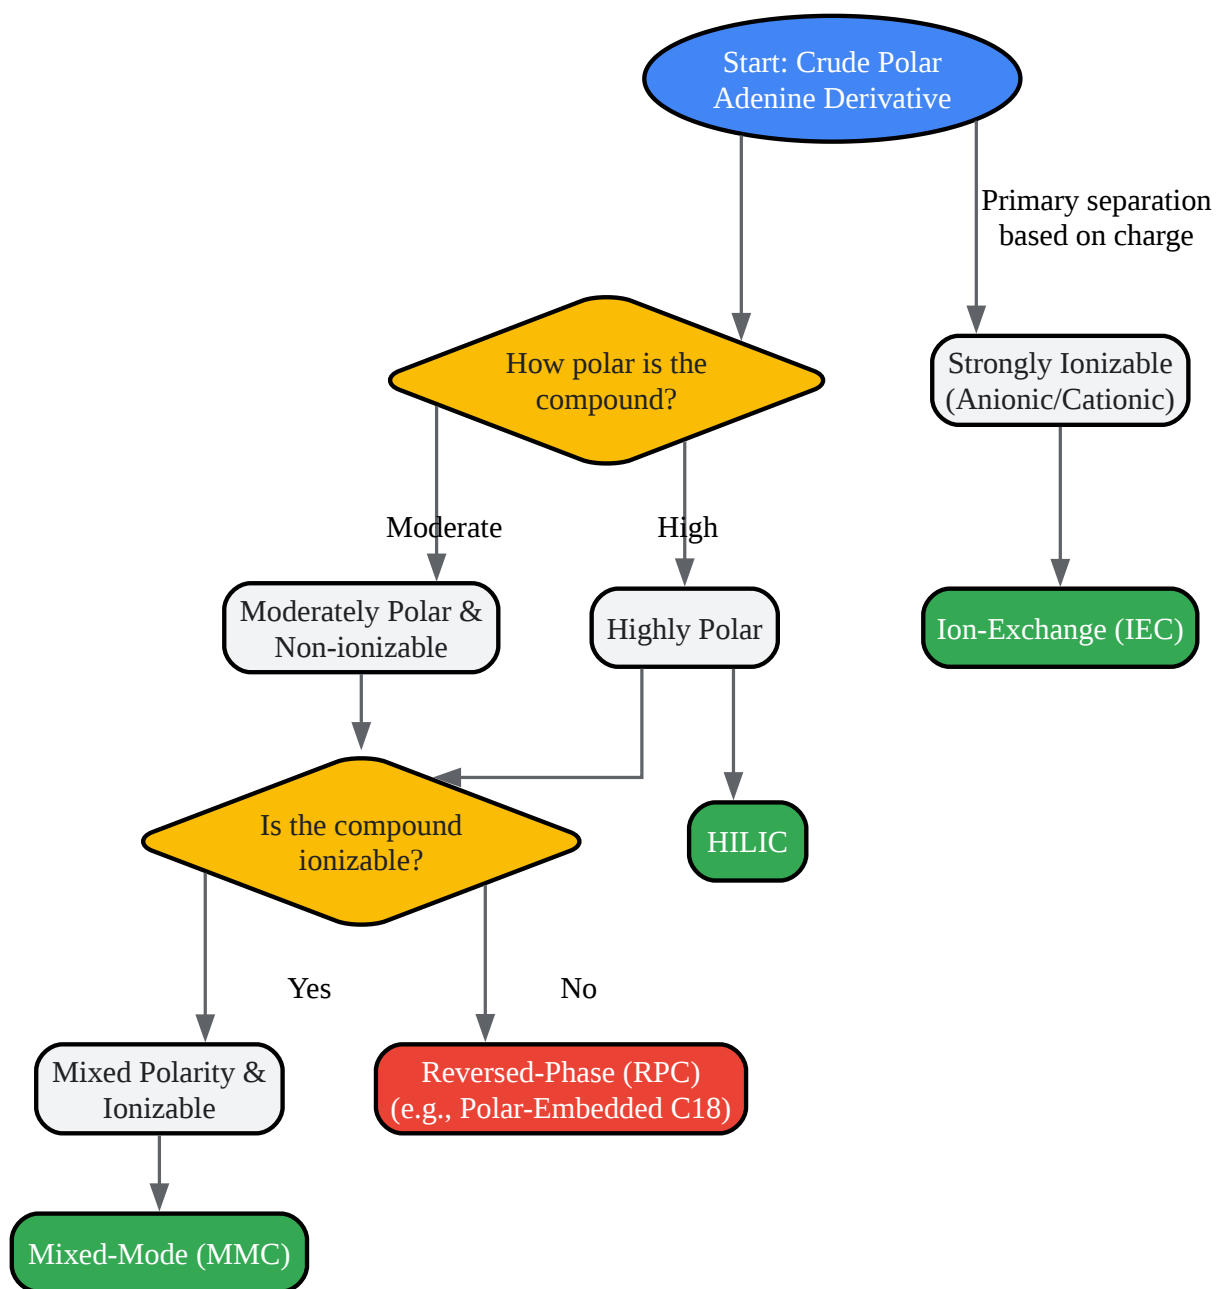 Start: Crude Polar
Adenine Derivative
Primary separation
based on charge
How polar is the
compound?
Strongly Ionizable
(Anionic/Cationic)
Moderate
High
Moderately Polar &
Non-ionizable
Highly Polar
Ion-Exchange (IEC)
Is the compound
ionizable?
HILIC
Yes
No
Mixed Polarity &
Ionizable
Reversed-Phase (RPC)
(e.g., Polar-Embedded C18)
Mixed-Mode (MMC)